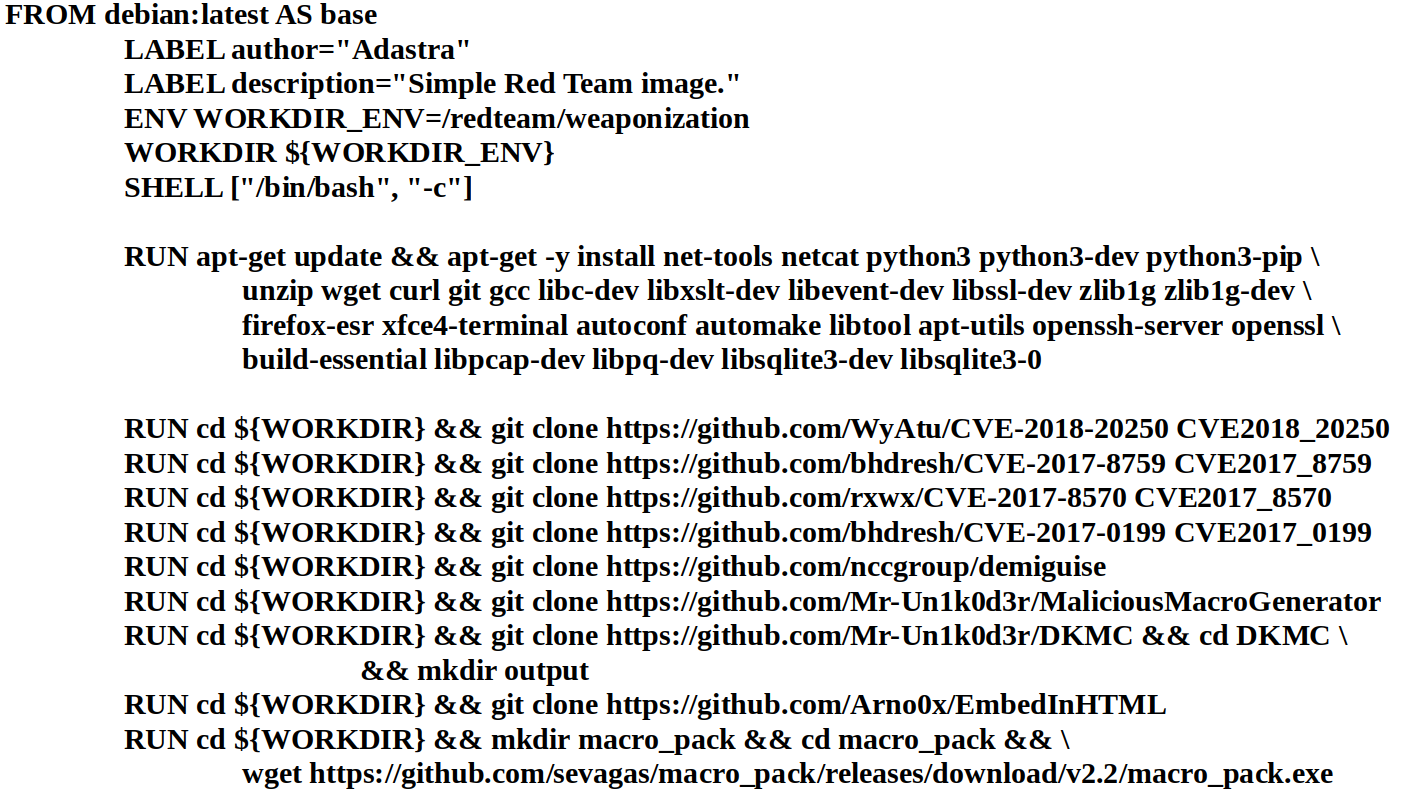 FROM debian:latest AS base
LABEL author="Adastra"
LABEL description="Simple Red Team image."
ENV WORKDIR_ENV=/redteam/weaponization
WORKDIR ${WORKDIR_ENV}
SHELL ["/bin/bash", "-c"]
RUN apt-get update && apt-get -y install net-tools netcat python3 python3-dev python3-pip \
unzip wget curl git gcc libc-dev libxslt-dev libevent-dev libssl-dev zlib1g zlib1g-dev \
firefox-esr xfce4-terminal autoconf automake libtool apt-utils openssh-server openssl \
build-essential libpcap-dev libpq-dev libsqlite3-dev libsqlite3-0
RUN cd ${WORKDIR} && git clone https://github.com/WyAtu/CVE-2018-20250 CVE2018_20250
RUN cd ${WORKDIR} && git clone https://github.com/bhdresh/CVE-2017-8759 CVE2017_8759
RUN cd ${WORKDIR} && git clone https://github.com/rxwx/CVE-2017-8570 CVE2017_8570
RUN cd ${WORKDIR} && git clone https://github.com/bhdresh/CVE-2017-0199 CVE2017_0199
RUN cd ${WORKDIR} && git clone https://github.com/nccgroup/demiguise
RUN cd ${WORKDIR} && git clone https://github.com/Mr-Un1k0d3r/MaliciousMacroGenerator
RUN cd ${WORKDIR} && git clone https://github.com/Mr-Un1k0d3r/DKMC && cd DKMC \
&& mkdir output
RUN cd ${WORKDIR} && git clone https://github.com/Arno0x/EmbedInHTML
RUN cd ${WORKDIR} && mkdir macro_pack && cd macro_pack && \
wget https://github.com/sevagas/macro_pack/releases/download/v2.2/macro_pack.exe